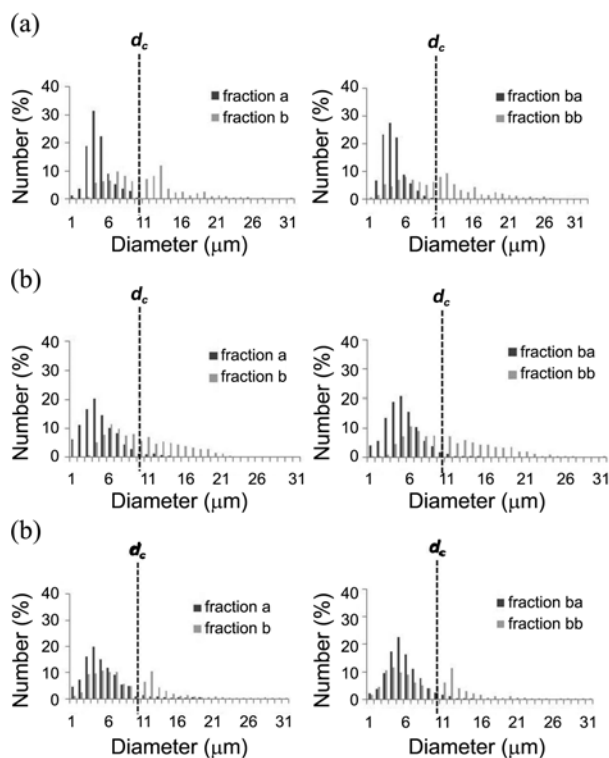 (a)
d_c
d_c
40
30
20
10
0
Number (%)
fraction a
fraction b
1 6 11 16 21 26 31
Diameter (μm)
40
30
20
10
0
Number (%)
fraction ba
fraction bb
1 6 11 16 21 26 31
Diameter (μm)
(b)
d_c
d_c
40
30
20
10
0
Number (%)
fraction a
fraction b
1 6 11 16 21 26 31
Diameter (μm)
40
30
20
10
0
Number (%)
fraction ba
fraction bb
1 6 11 16 21 26 31
Diameter (μm)
(b)
d_c
d_c
40
30
20
10
0
Number (%)
fraction a
fraction b
1 6 11 16 21 26 31
Diameter (μm)
40
30
20
10
0
Number (%)
fraction ba
fraction bb
1 6 11 16 21 26 31
Diameter (μm)